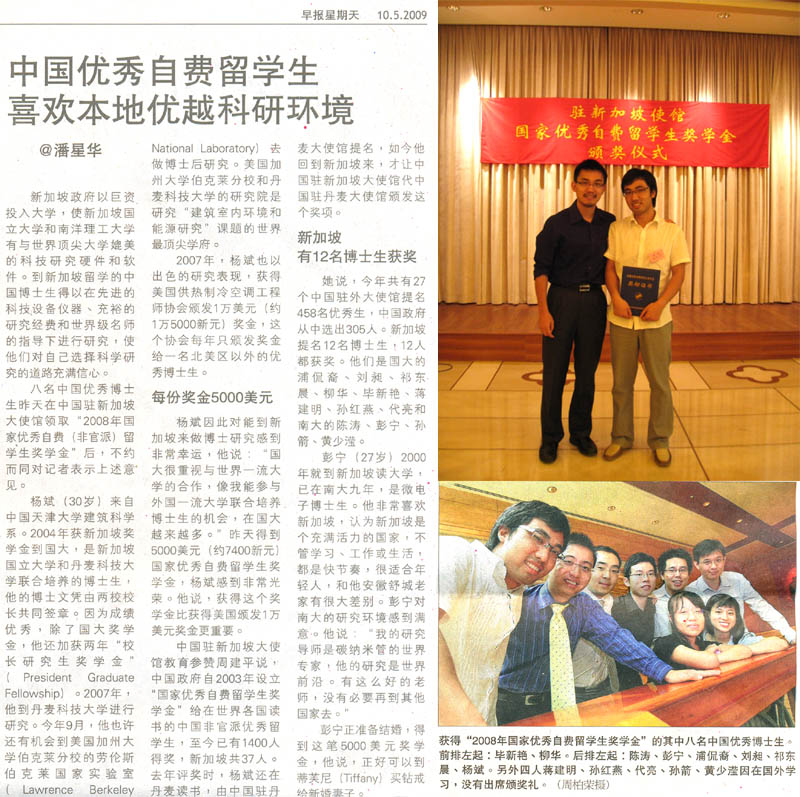 早报星期天 10.5.2009
中国优秀自费留学生
喜欢本地优越科研环境
@潘星华
新加坡政府以巨资
投入大学，使新加坡国
立大学和南洋理工大学
有与世界顶尖大学媲美
的科技研究硬件和软
件。到新加坡留学的中
国博士生得以在先进的
科技设备仪器、充裕的
研究经费和世界级名师
的指导下进行研究，使
他们对自己选择科学研
究的道路充满信心。
八名中国优秀博士
生昨天在中国驻新加坡
大使馆领取“2008年国
家优秀自费（非官派）留
学生奖学金”后，不约
而同对记者表示上述意
见。
杨斌（30岁）来自
中国天津大学建筑科学
系。2004年获新加坡奖
学金到国大，是新加坡
国立大学和丹麦科技大
学联合培养的博士生，
他的博士文凭由两校校
长共同签章。因为成绩
优秀，除了国大奖学
金，他还加获两年“校
长研究生奖学金”
（President Graduate
Fellowship）。2007年，
他到丹麦科技大学进行
研究。今年9月，他也许
还有机会到美国加州大
学伯克莱分校的劳伦斯
伯克莱国家实验室
（Lawrence Berkeley
National Laboratory）去
做博士后研究。美国加
州大学伯克莱分校和丹
麦科技大学的研究院是
研究“建筑室内环境和
能源研究”课题的世界
最顶尖学府。
2007年，杨斌也以
出色的研究表现，获得
美国供热制冷空调工程
师协会颁发1万美元（约
1万5000新元）奖金，这
个协会每年只颁发奖金
给一名北美区以外的优
秀博士生。
每份奖金5000美元
杨斌因此对能到新
加坡来做博士研究感到
非常幸运，他说：“国
大很重视与世界一流大
学的合作，像我能参与
外国一流大学联合培养
博士生的机会，在国大
越来越多。”昨天得到
5000美元（约7400新元）
国家优秀自费留学生奖
学金，杨斌感到非常光
荣。他说，获得这个奖
学金比获得美国颁发1万
美元奖金更重要。
中国驻新加坡大使
馆教育参赞周建平说，
中国政府自2003年设立
“国家优秀自费留学生奖
学金”给在世界各国读
书的中国非官派优秀留
学生，至今已有1400人
得奖，新加坡共37人。
去年评奖时，杨斌还在
丹麦读书，由中国驻丹
麦大使馆提名，如今他
回到新加坡来，才让中
国驻新加坡大使馆代中
国驻丹麦大使馆颁发这
个奖项。
新加坡
有12名博士生获奖
她说，今年共有27
个中国驻外大使馆提名
458名优秀生，中国政府
从中选出305人。新加坡
提名12名博士生，12人
都获奖。他们是国大的
浦侃裔、刘昶、祁东
晨、柳华、毕新艳、蒋
建明、孙红燕、代亮和
南大的陈涛、彭宁、孙
箭、黄少滢。
彭宁（27岁）2000
年就到新加坡读大学，
已在南大九年，是微电
子博士生。他非常喜欢
新加坡，认为新加坡是
个充满活力的国家，不
管学习、工作或生活，
都是快节奏，很适合年
轻人，和他安徽舒城老
家有很大差别。彭宁对
南大的研究环境感到满
意。他说：“我的研究
导师是碳纳米管的世界
专家，他的研究是世界
前沿。有这么好的老
师，没有必要再到其他
国家去。”
彭宁正准备结婚，得
到这笔5000美元奖学
金，他说，正好可以到
蒂芙尼（Tiffany）买钻戒
给新婚妻子。
驻新加坡使馆
国家优秀自费留学生奖学金
颁奖仪式
获得“2008年国家优秀自费留学生奖学金”的其中八名中国优秀博士生。
前排左起：毕新艳、柳华。后排左起：陈涛、彭宁、浦侃裔、刘昶、祁东
晨、杨斌。另外四人蒋建明、孙红燕、代亮、孙箭、黄少滢因在国外学
习，没有出席颁奖礼。（周柏荣摄）